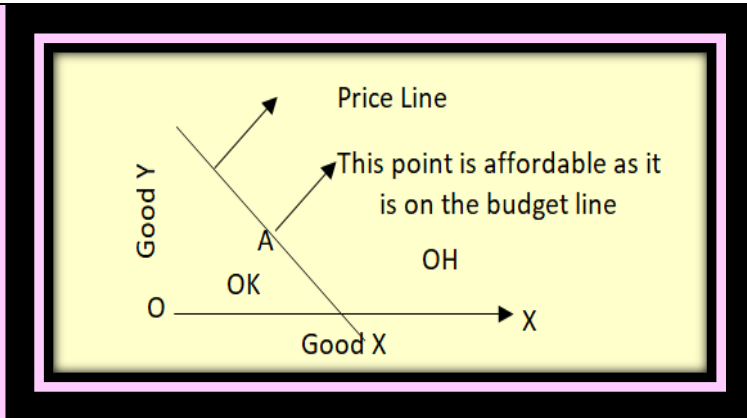 Price Line
This point is affordable as it
is on the budget line
Good Y
A
OH
OK
O
X
Good X